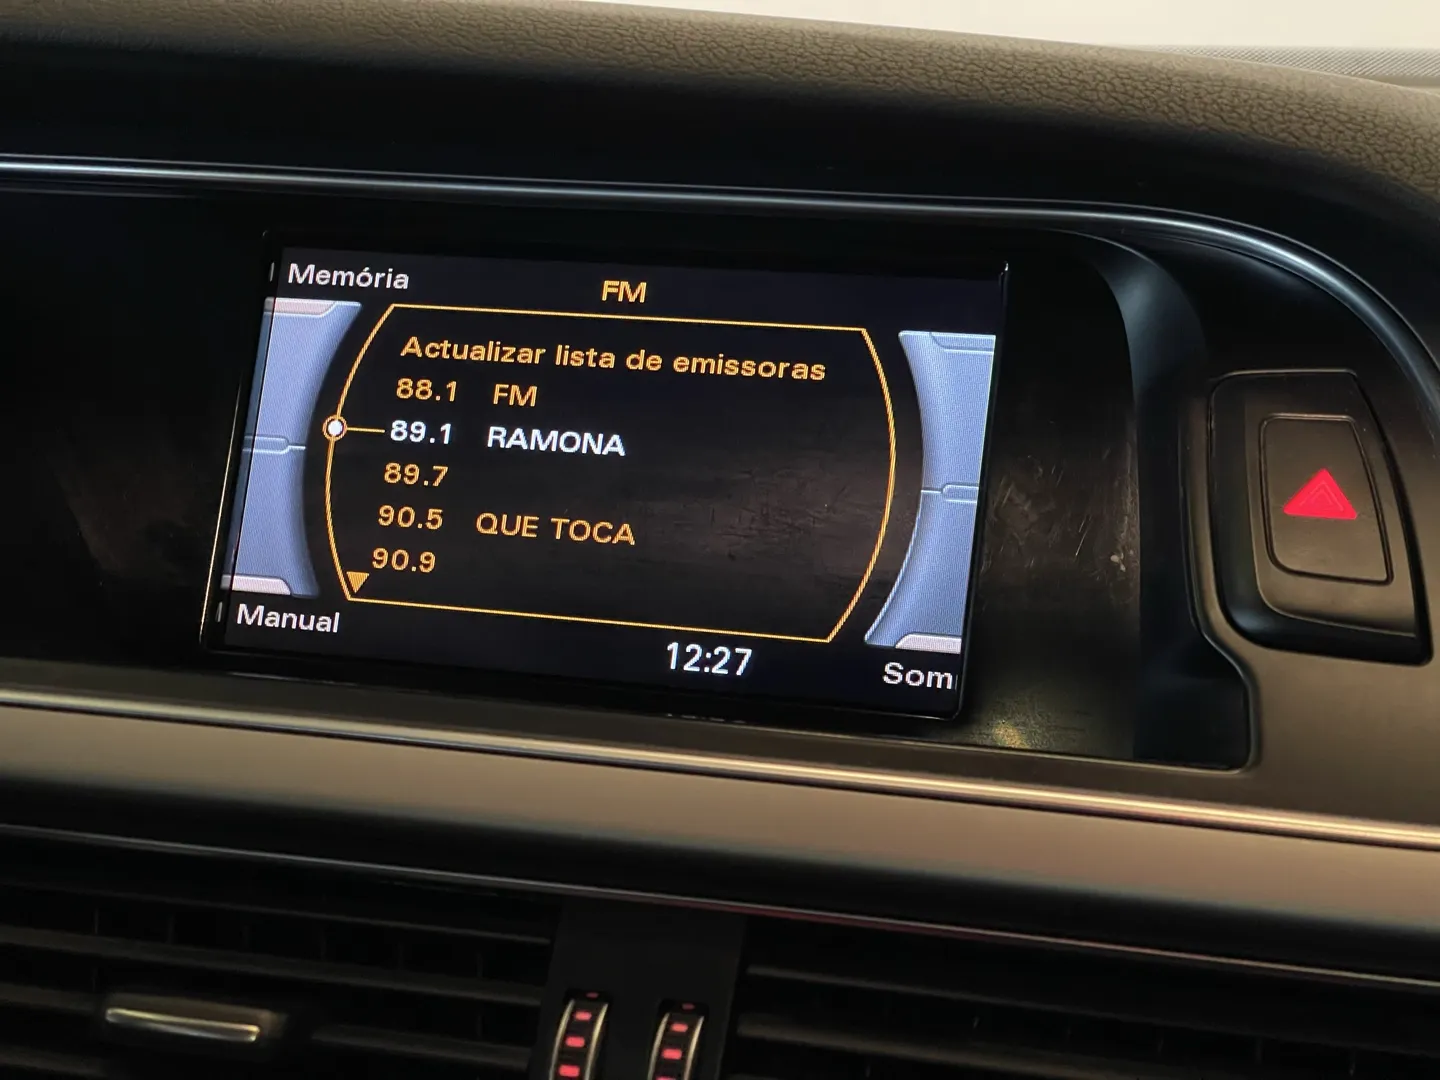 Memória
FM
Actualizar lista de emissoras
88.1 FM
89.1 RAMONA
89.7
90.5 QUE TOCA
90.9
Manual
12:27
Som